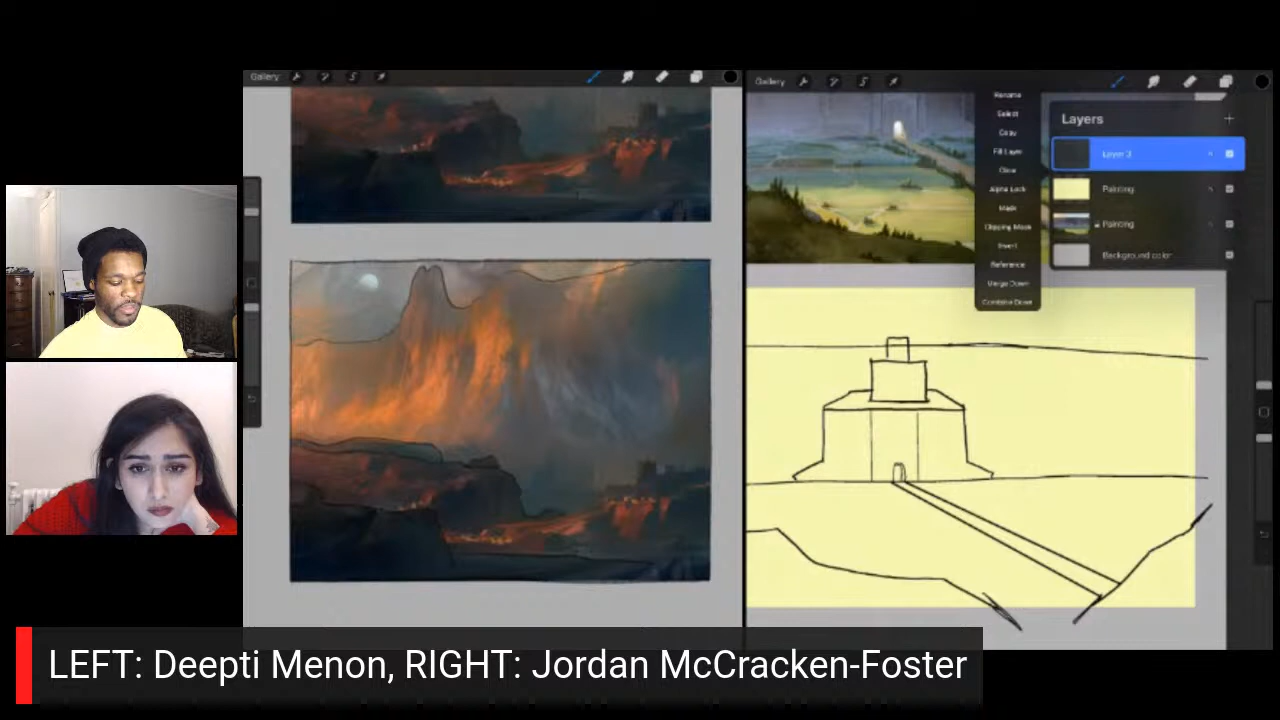 Gallery
Gallery
Rename
Select
Copy
Fill Layer
Clear
Alpha Lock
Mask
Clipping Mask
Invert
Reference
Merge Down
Combine Down
Layers
Layer 3
N
Painting
N
Painting
N
Background color
LEFT: Deepti Menon, RIGHT: Jordan McCracken-Foster